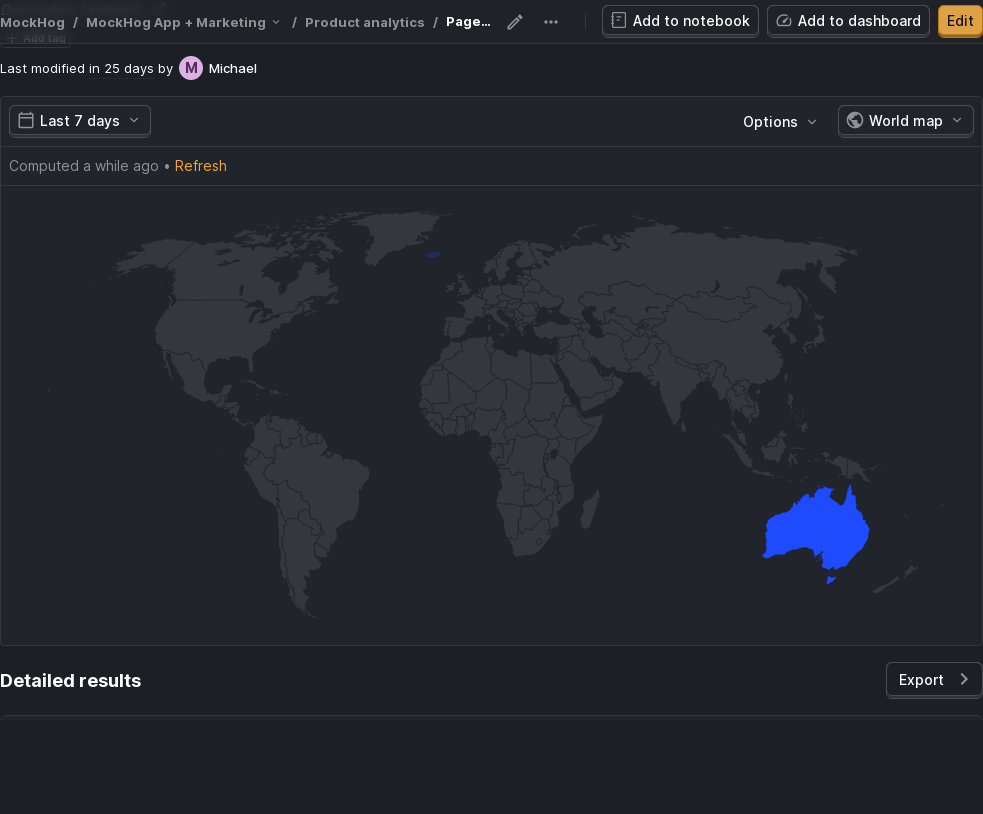 MockHog / MockHog App + Marketing / Product analytics / Page...
Add to notebook
Add to dashboard
Edit
Add tag
Last modified in 25 days by M Michael
Last 7 days
Options
World map
Computed a while ago • Refresh
Detailed results
Export